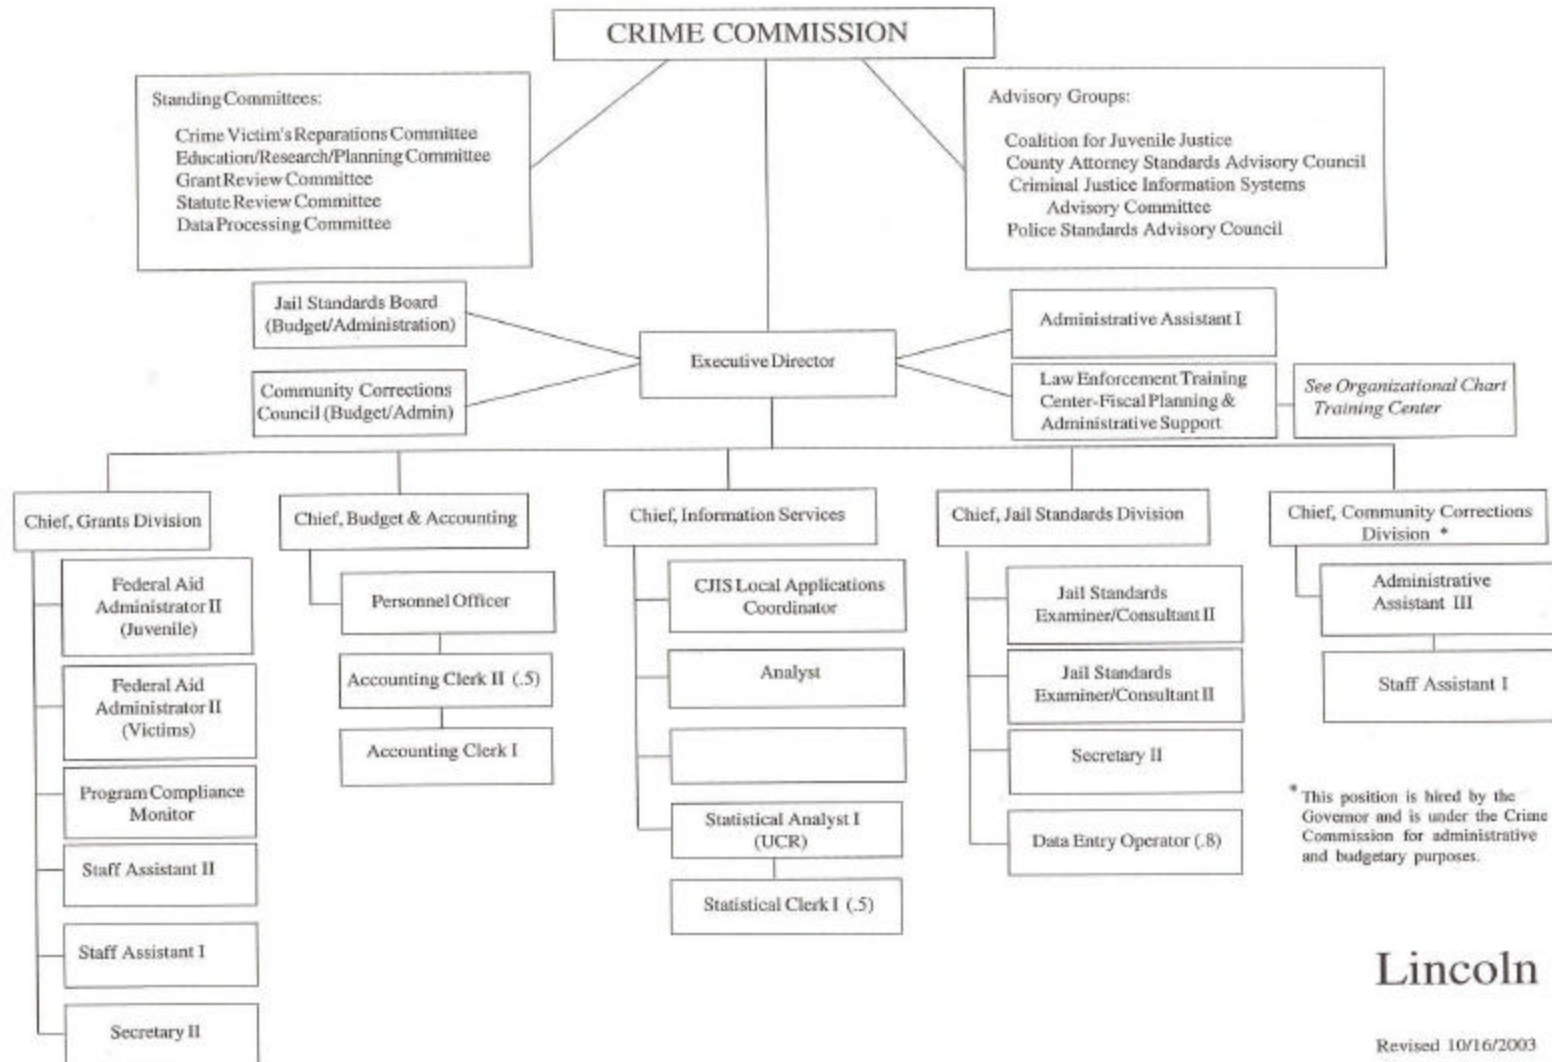 CRIME COMMISSION
Standing Committees:
Crime Victim's Reparations Committee
Education/Research/Planning Committee
Grant Review Committee
Statute Review Committee
Data Processing Committee
Advisory Groups:
Coalition for Juvenile Justice
County Attorney Standards Advisory Council
Criminal Justice Information Systems
Advisory Committee
Police Standards Advisory Council
Jail Standards Board
(Budget/Administration)
Community Corrections
Council (Budget/Admin)
Executive Director
Administrative Assistant I
Law Enforcement Training
Center-Fiscal Planning &
Administrative Support
See Organizational Chart
Training Center
Chief, Grants Division
Federal Aid
Administrator II
(Juvenile)
Federal Aid
Administrator II
(Victims)
Program Compliance
Monitor
Staff Assistant II
Staff Assistant I
Secretary II
Chief, Budget & Accounting
Personnel Officer
Accounting Clerk II (.5)
Accounting Clerk I
Chief, Information Services
CJIS Local Applications
Coordinator
Analyst
Statistical Analyst I
(UCR)
Statistical Clerk I (.5)
Chief, Jail Standards Division
Jail Standards
Examiner/Consultant II
Jail Standards
Examiner/Consultant II
Secretary II
Data Entry Operator (.8)
Chief, Community Corrections
Division *
Administrative
Assistant III
Staff Assistant I
* This position is hired by the
Governor and is under the Crime
Commission for administrative
and budgetary purposes.
Lincoln
Revised 10/16/2003